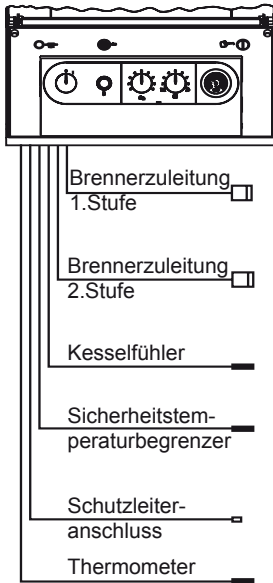 Brennerzuleitung
1.Stufe
Brennerzuleitung
2.Stufe
Kesselfühler
Sicherheitstem-
peraturbegrenzer
Schutzleiter-
anschluss
Thermometer